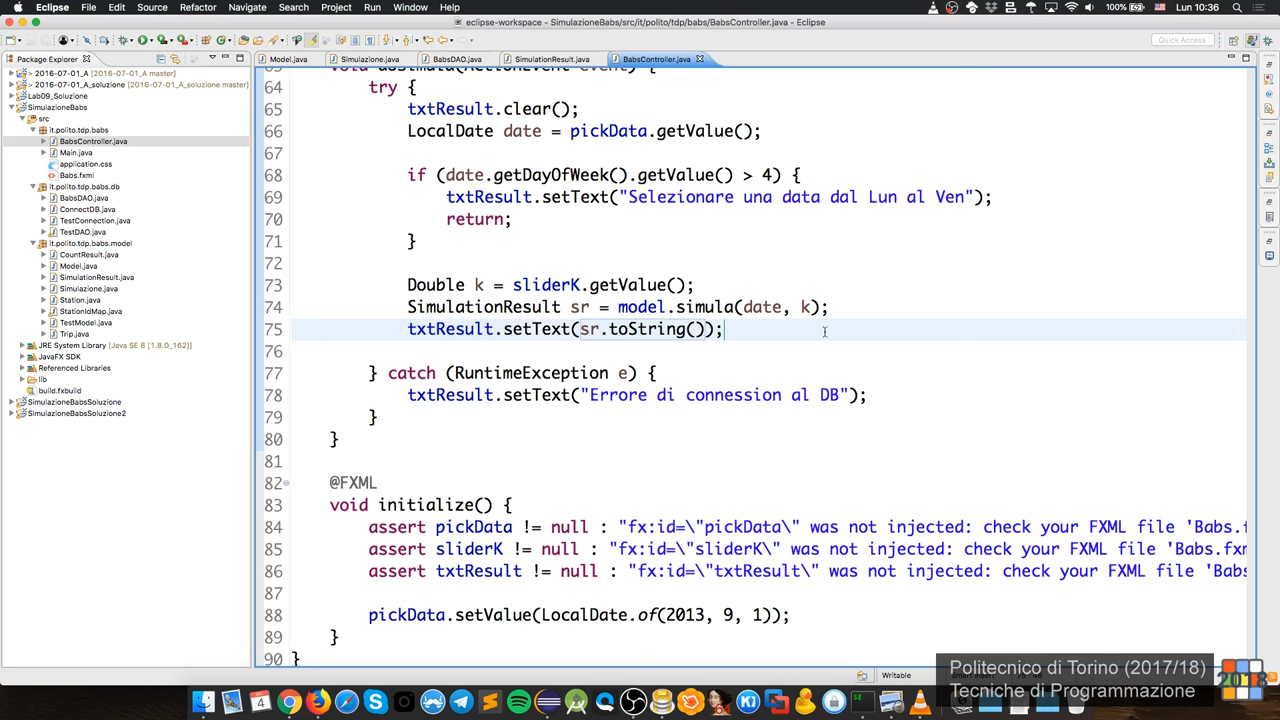 Eclipse File Edit Source Refactor Navigate Search Project Run Window Help 100% Lun 10:36
eclipse-workspace - SimulazioneBabs/src/it/polito/tdp/babs/BabsController.java - Eclipse
Quick Access
Package Explorer
Model.java Simulazione.java BabsDAO.java SimulationResult.java BabsController.java
2016-07-01_A [2016-07-01_A master]
2016-07-01_A_soluzione [2016-07-01_A_soluzione master]
Lab09_Soluzione
SimulazioneBabs
src
it.polito.tdp.babs
BabsController.java
Main.java
application.css
Babs.fxml
it.polito.tdp.babs.db
BabsDAO.java
ConnectDB.java
TestConnection.java
TestDAO.java
it.polito.tdp.babs.model
CountResult.java
Model.java
SimulationResult.java
Simulazione.java
Station.java
StationIdMap.java
TestModel.java
Trip.java
JRE System Library [Java SE 8 [1.8.0_162]]
JavaFX SDK
Referenced Libraries
lib
build.fxbuild
SimulazioneBabsSoluzione
SimulazioneBabsSoluzione2
64 try {
65 txtResult.clear();
66 LocalDate date = pickData.getValue();
67
68 if (date.getDayOfWeek().getValue() > 4) {
69 txtResult.setText("Selezionare una data dal Lun al Ven");
70 return;
71 }
72
73 Double k = sliderK.getValue();
74 SimulationResult sr = model.simula(date, k);
75 txtResult.setText(sr.toString());
76
77 } catch (RuntimeException e) {
78 txtResult.setText("Errore di connession al DB");
79 }
80 }
81
82 @FXML
83 void initialize() {
84 assert pickData != null : "fx:id=\"pickData\" was not injected: check your FXML file 'Babs.f
85 assert sliderK != null : "fx:id=\"sliderK\" was not injected: check your FXML file 'Babs.fxm
86 assert txtResult != null : "fx:id=\"txtResult\" was not injected: check your FXML file 'Babs
87
88 pickData.setValue(LocalDate.of(2013, 9, 1));
89 }
90 }
Writable
Politecnico di Torino (2017/18)
Tecniche di Programmazione
2018